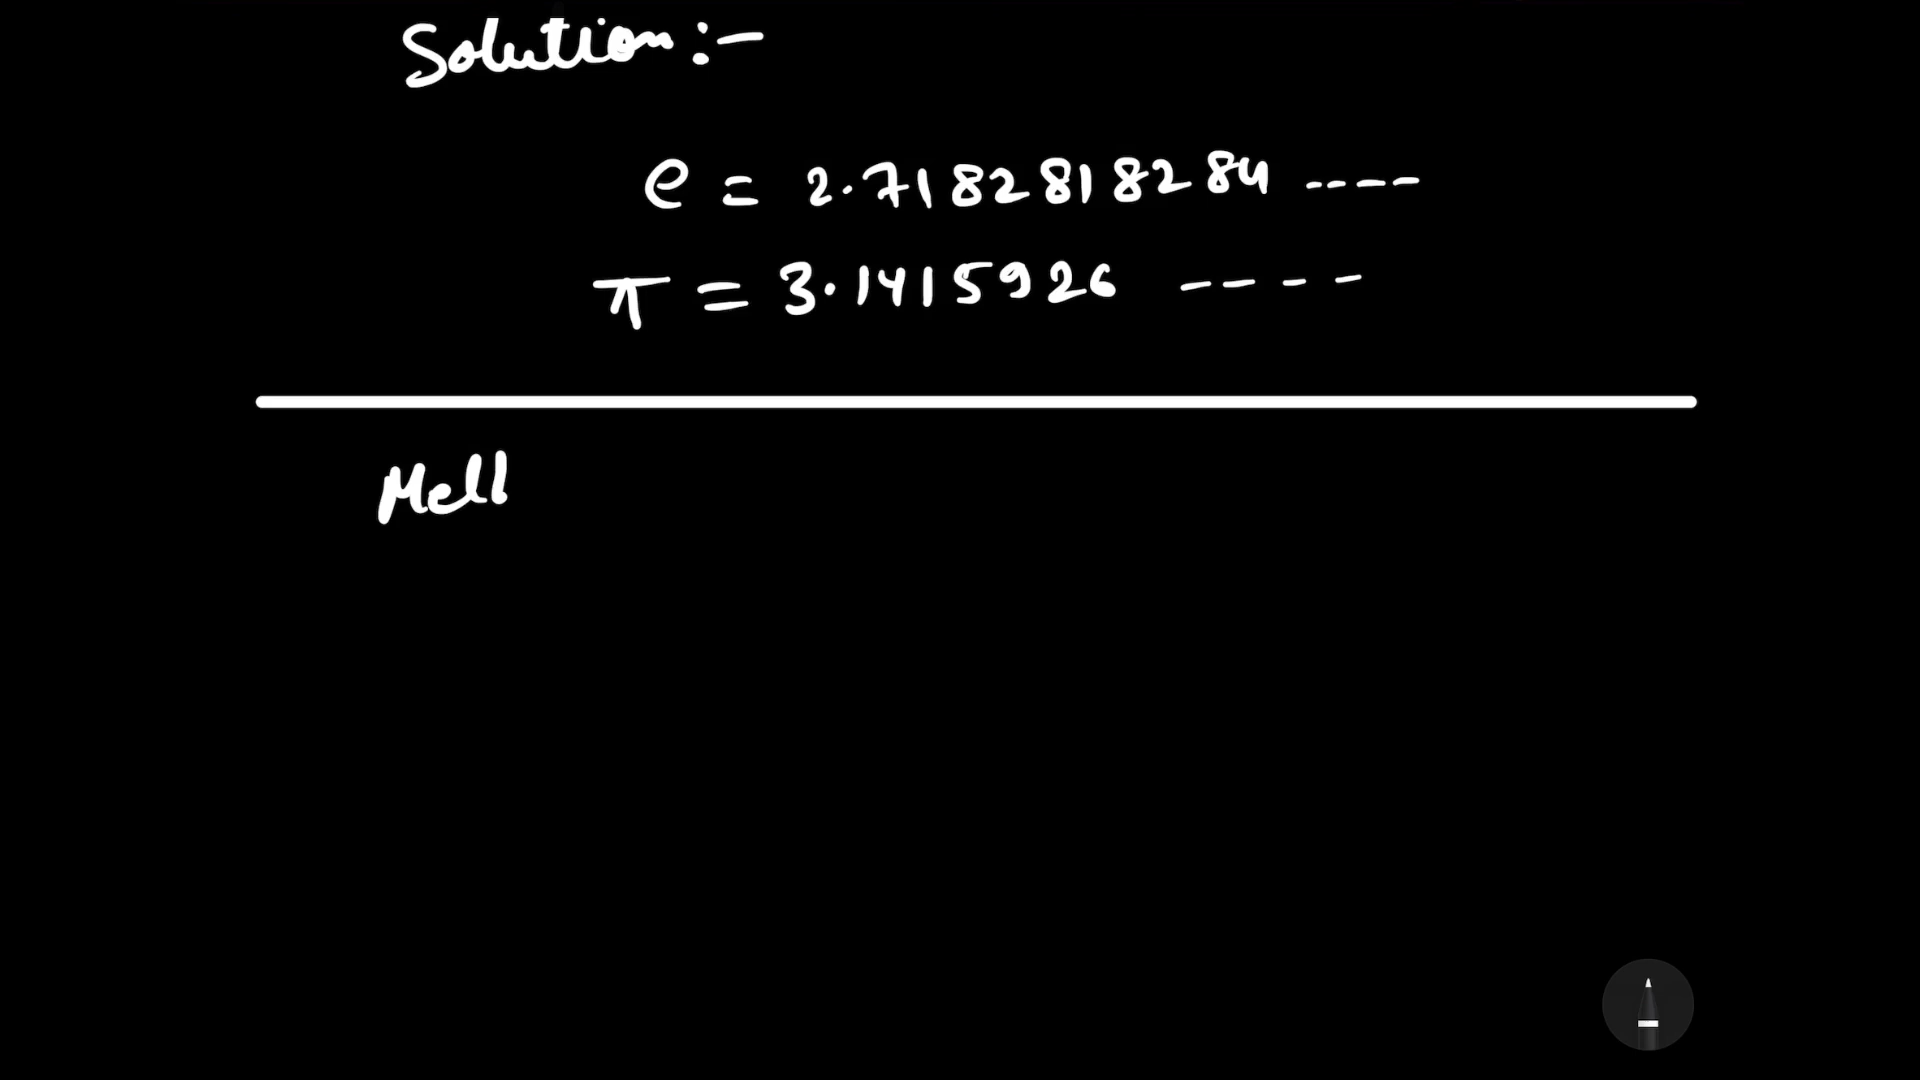 Solution:-
e = 2.7182818284 ----
π = 3.1415926 ----
Mell